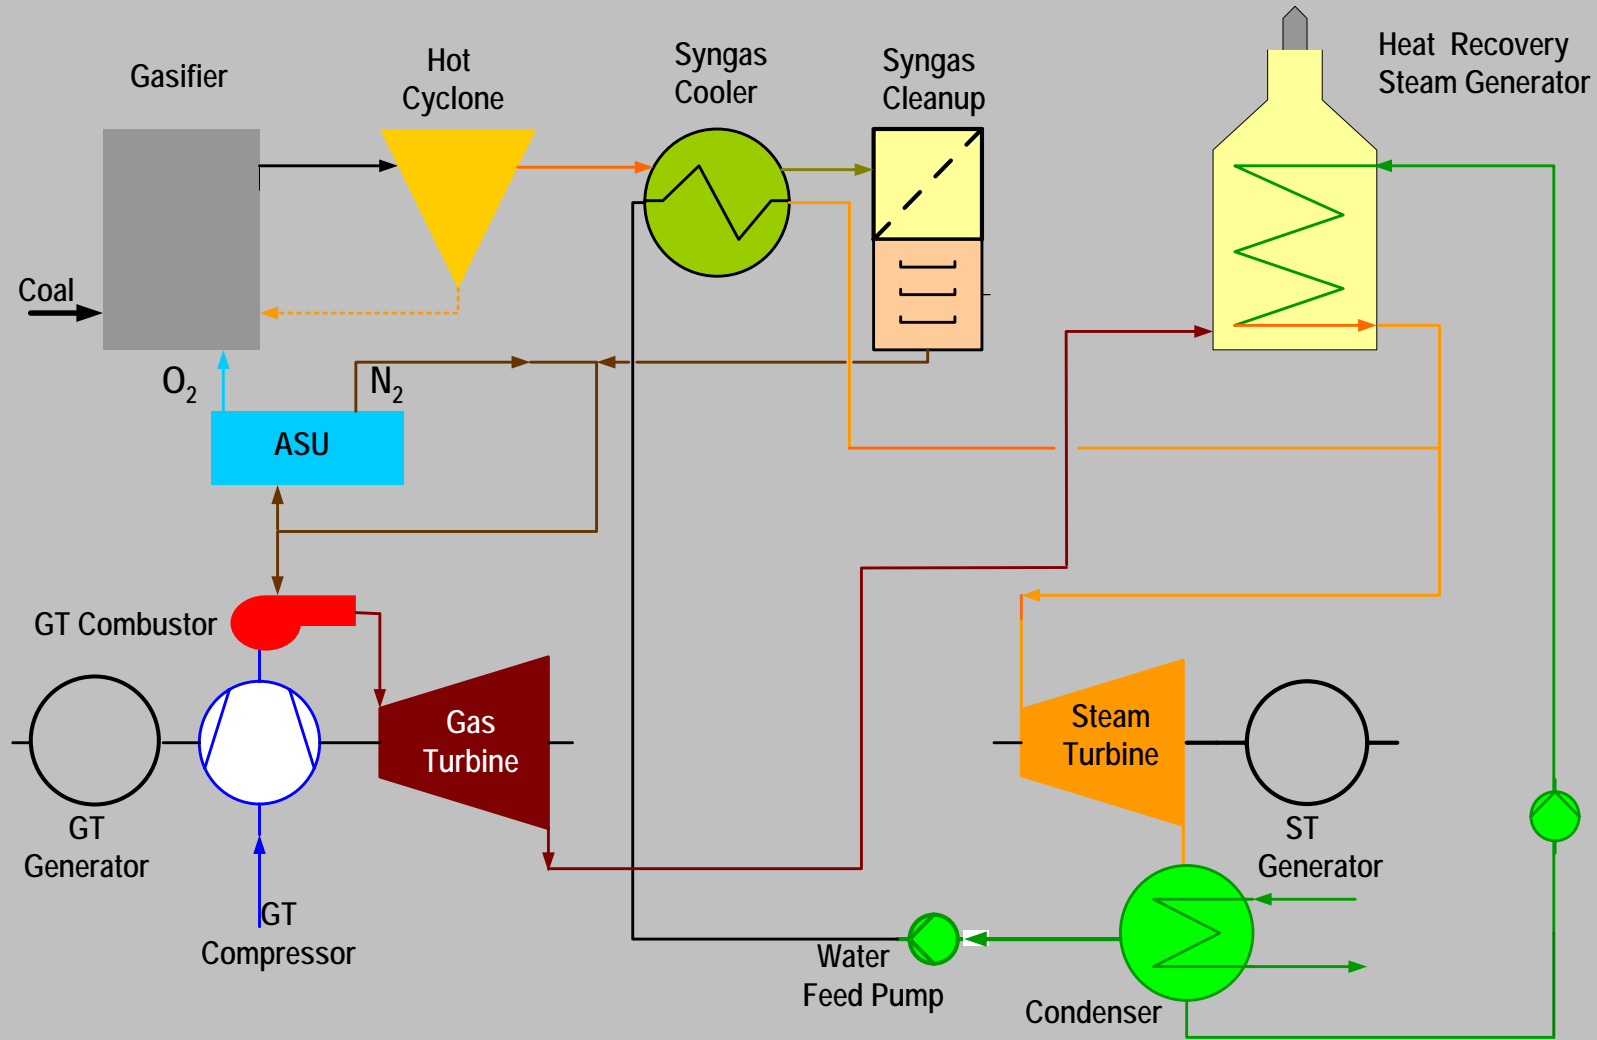 Gasifier
Hot
Cyclone
Syngas
Cooler
Syngas
Cleanup
Heat Recovery
Steam Generator
Coal
O2
N2
ASU
GT Combustor
Gas
Turbine
Steam
Turbine
GT
Generator
ST
Generator
GT
Compressor
Water
Feed Pump
Condenser